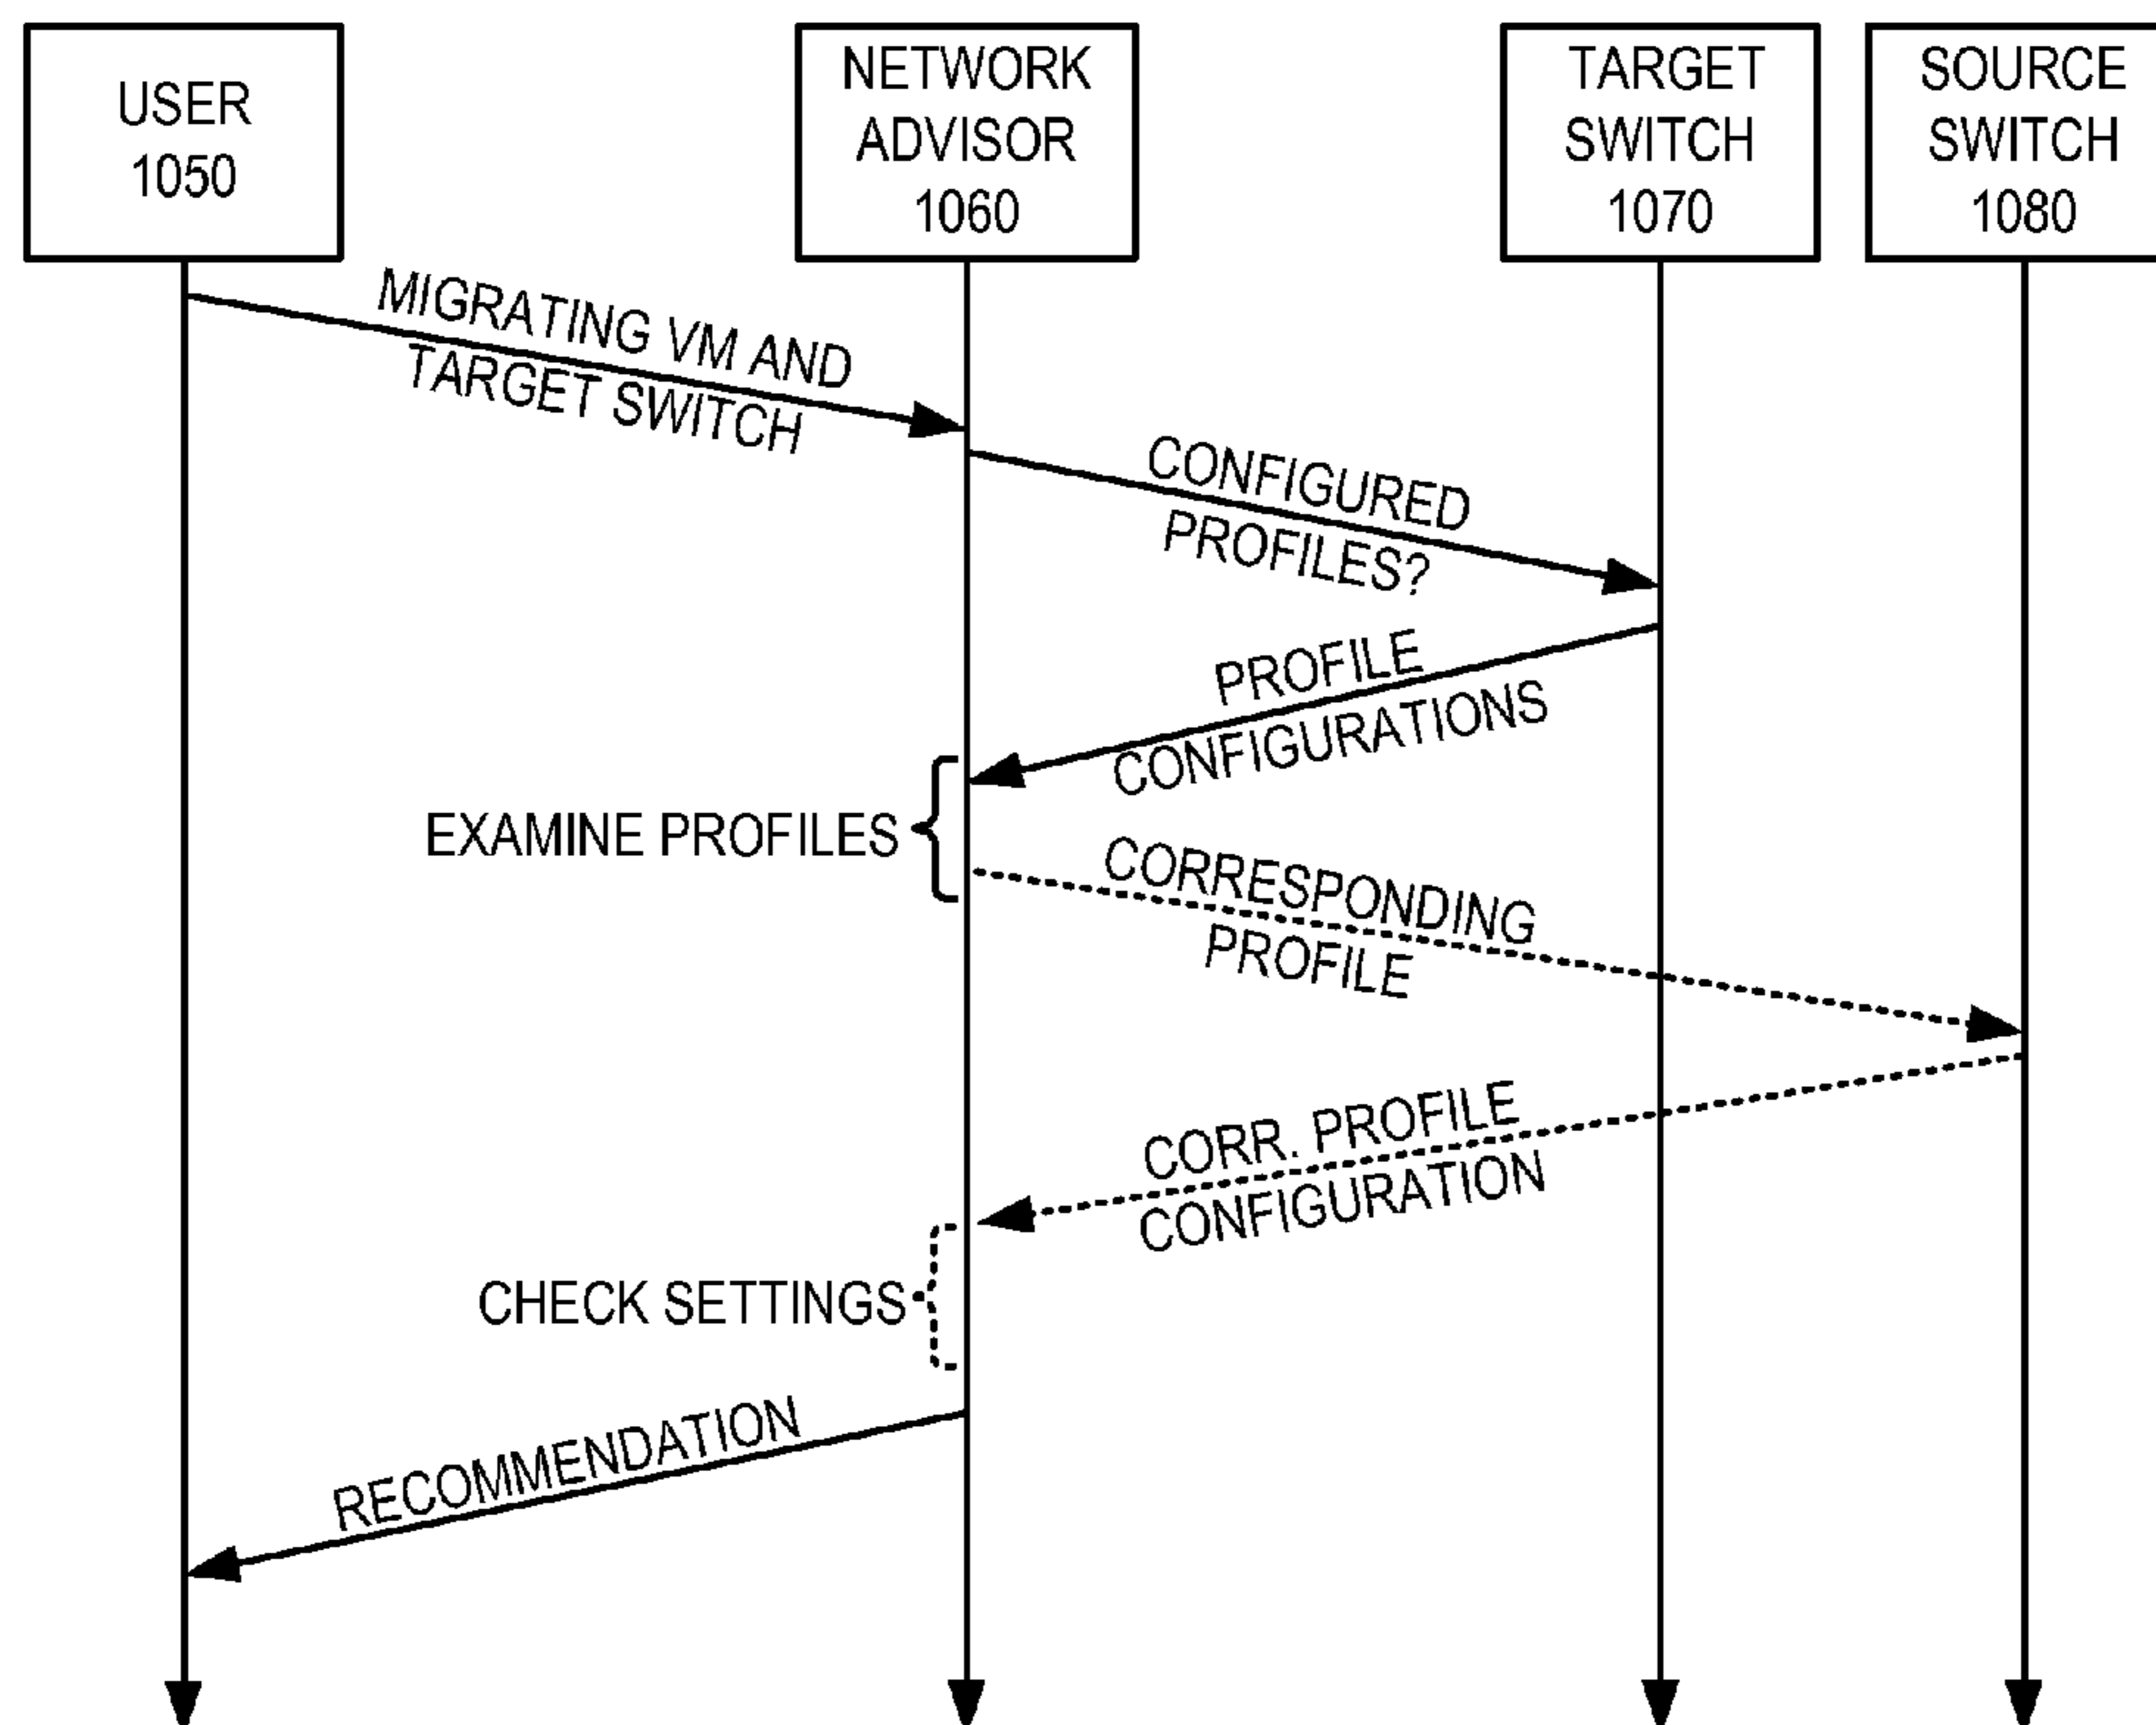 USER
1050
NETWORK
ADVISOR
1060
TARGET
SWITCH
1070
SOURCE
SWITCH
1080
MIGRATING VM AND
TARGET SWITCH
CONFIGURED
PROFILES?
PROFILE
CONFIGURATIONS
EXAMINE PROFILES
CORRESPONDING
PROFILE
CORR. PROFILE
CONFIGURATION
CHECK SETTINGS
RECOMMENDATION